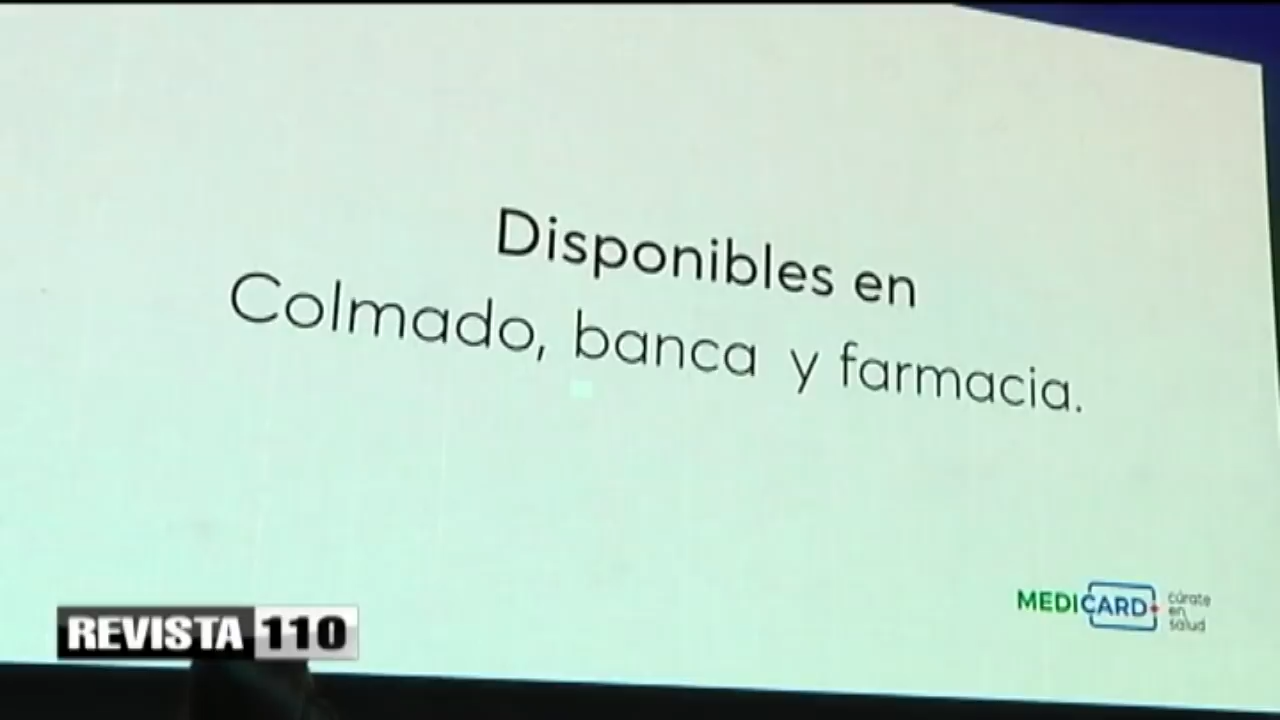 Disponibles en
Colmado, banca y farmacia.
MEDICARD
cúrate
en
salud
REVISTA 110